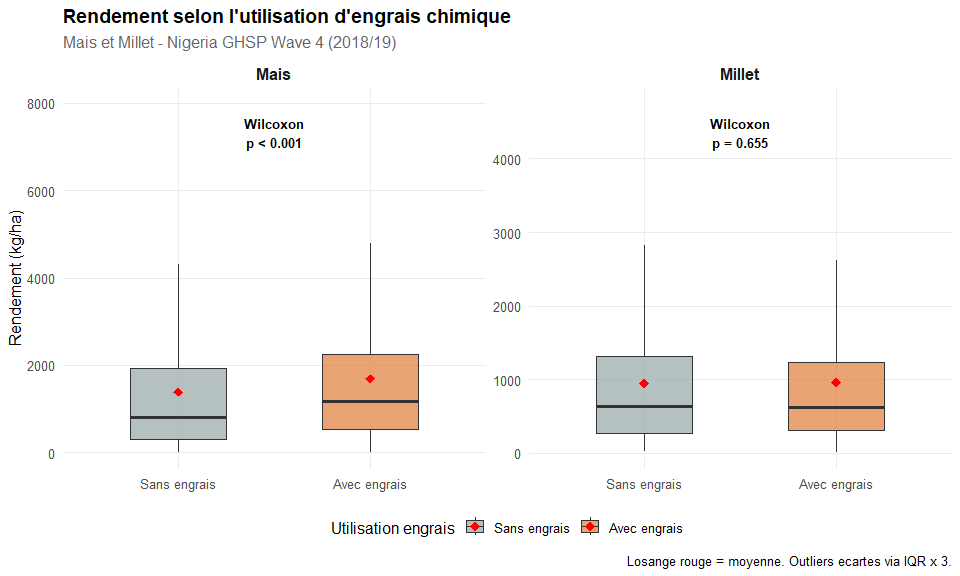 Rendement selon l'utilisation d'engrais chimique
Mais et Millet - Nigeria GHSP Wave 4 (2018/19)
Mais
Millet
Rendement (kg/ha)
8000
6000
4000
2000
0
Wilcoxon
p < 0.001
Sans engrais
Avec engrais
4000
3000
2000
1000
0
Wilcoxon
p = 0.655
Sans engrais
Avec engrais
Utilisation engrais Sans engrais Avec engrais
Losange rouge = moyenne. Outliers ecartes via IQR x 3.